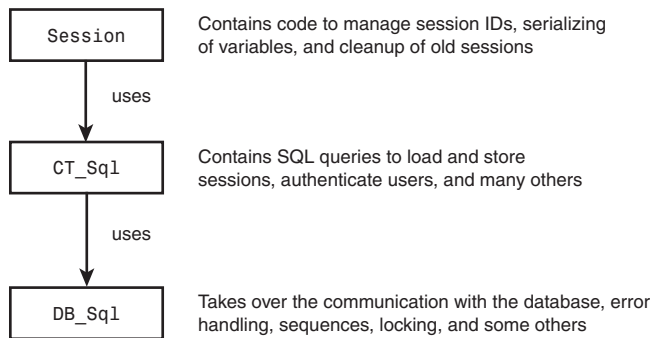 Session
Contains code to manage session IDs, serializing
of variables, and cleanup of old sessions
uses
CT_Sql
Contains SQL queries to load and store
sessions, authenticate users, and many others
uses
DB_Sql
Takes over the communication with the database, error
handling, sequences, locking, and some others